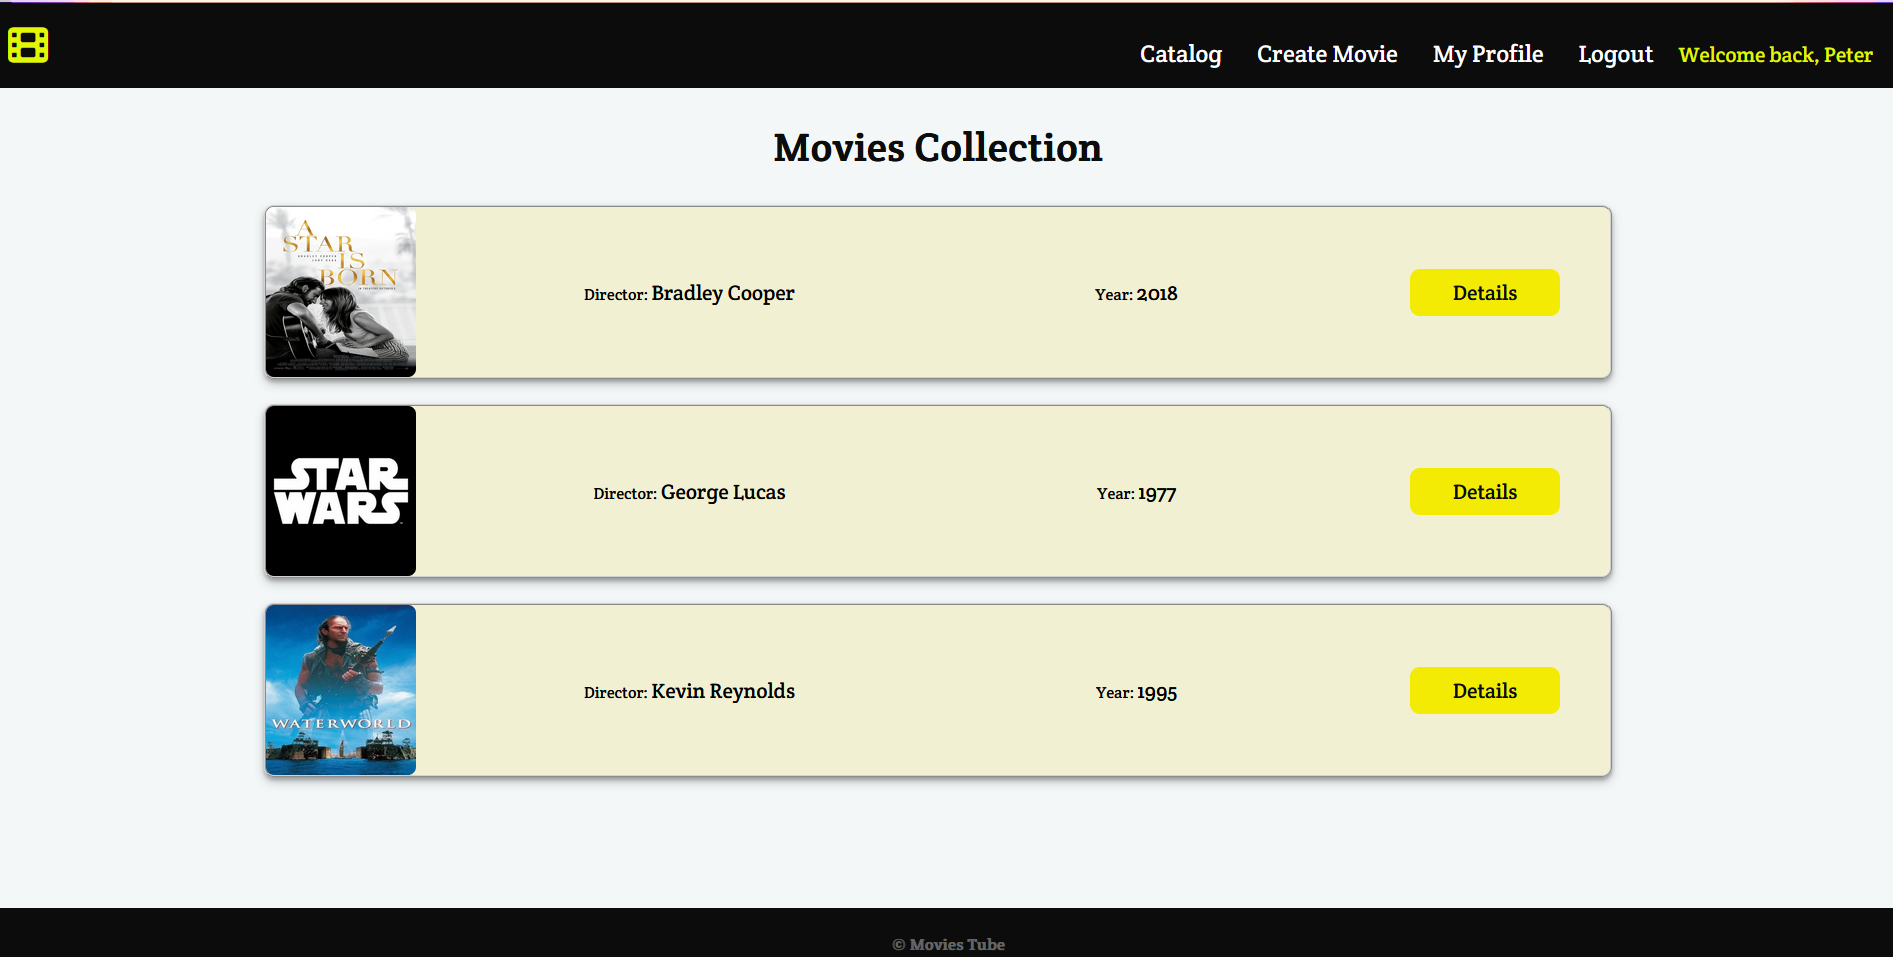 Catalog Create Movie My Profile Logout Welcome back, Peter
Movies Collection
A
STAR
IS
BORN
Director: Bradley Cooper Year: 2018 Details
STAR
WARS
Director: George Lucas Year: 1977 Details
WATERWORLD
Director: Kevin Reynolds Year: 1995 Details
© Movies Tube